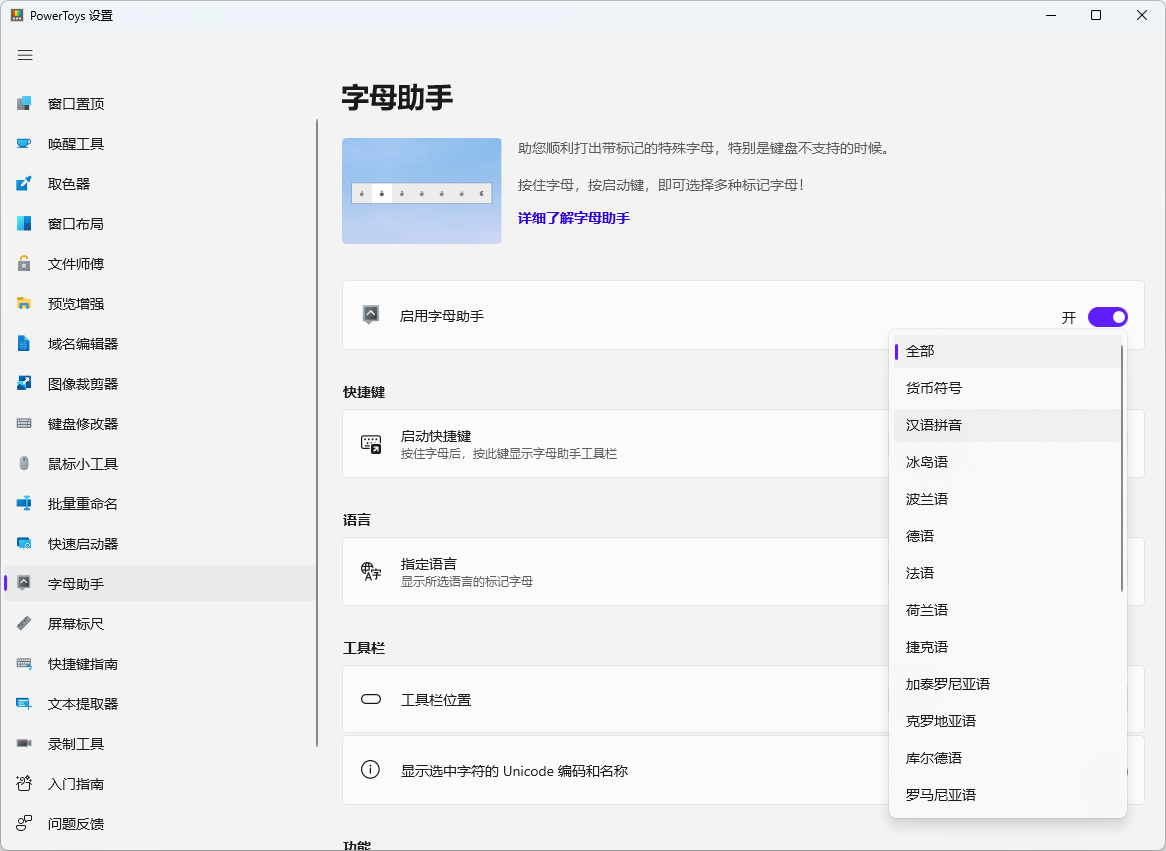 PowerToys 设置
窗口置顶
唤醒工具
取色器
窗口布局
文件师傅
预览增强
域名编辑器
图像裁剪器
键盘修改器
鼠标小工具
批量重命名
快速启动器
字母助手
屏幕标尺
快捷键指南
文本提取器
录制工具
入门指南
问题反馈
字母助手
助您顺利打出带标记的特殊字母，特别是键盘不支持的时候。
按住字母，按启动键，即可选择多种标记字母！
详细了解字母助手
启用字母助手
开
快捷键
启动快捷键
按住字母后，按此键显示字母助手工具栏
语言
指定语言
显示所选语言的标记字母
工具栏
工具栏位置
显示选中字符的 Unicode 编码和名称
功能
全部
货币符号
汉语拼音
冰岛语
波兰语
德语
法语
荷兰语
捷克语
加泰罗尼亚语
克罗地亚语
库尔德语
罗马尼亚语